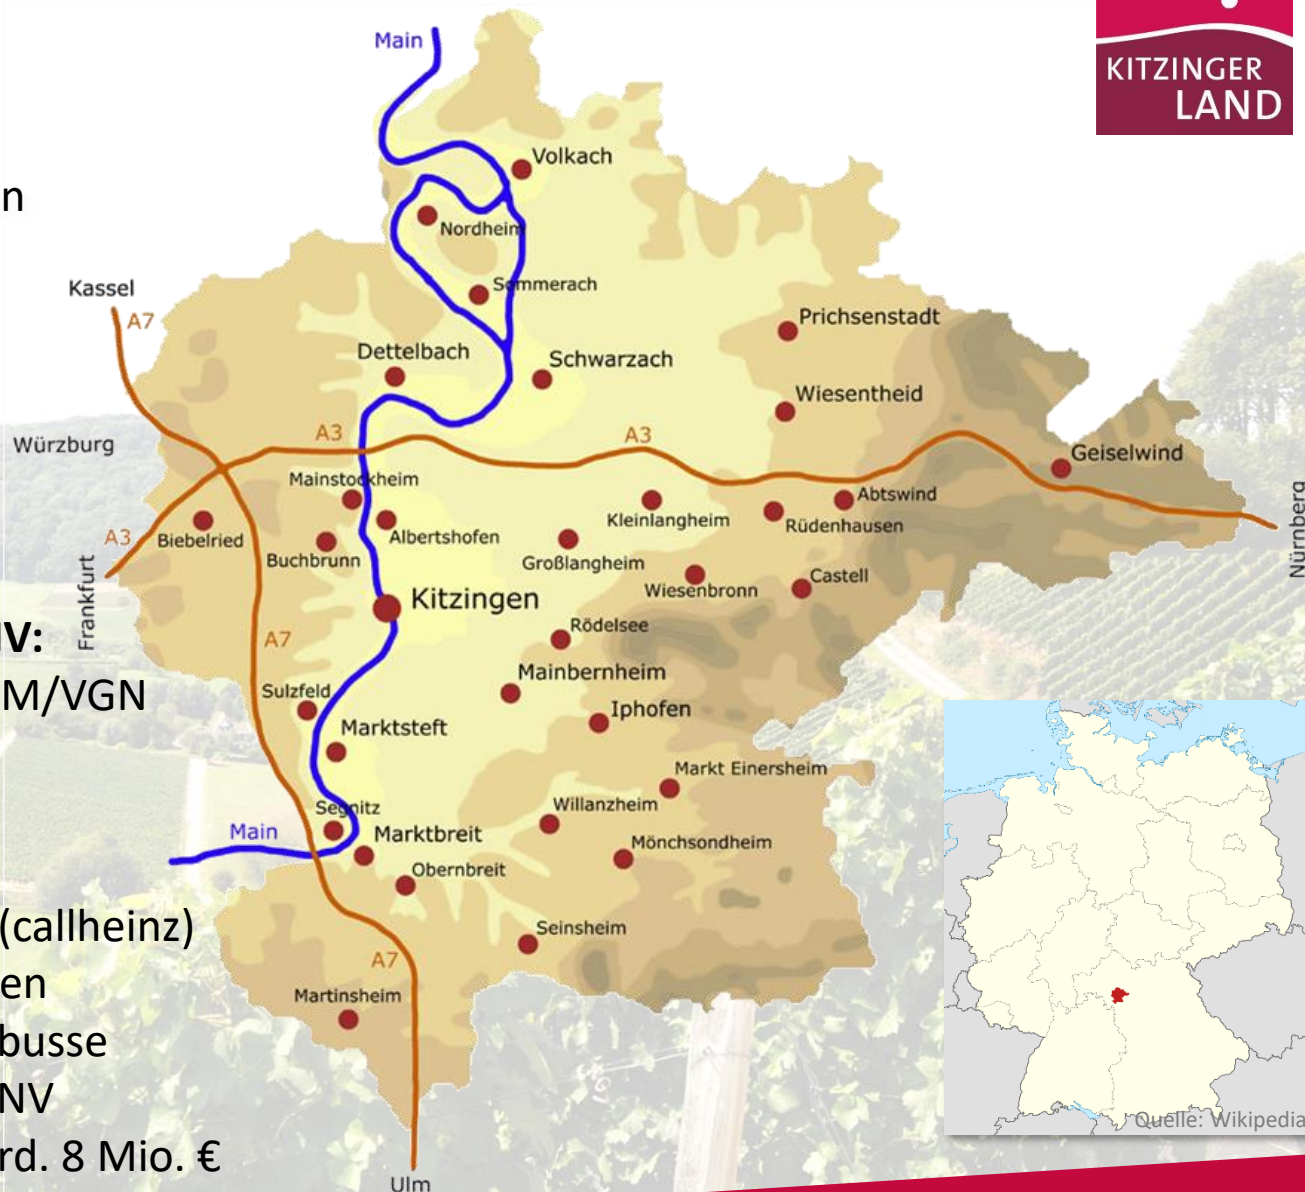 Main
KITZINGER
LAND
Volkach
n
Nordheim
Kassel
Sommerach
A7
Prichsenstadt
Dettelbach
Schwarzach
Wiesentheid
A3
A3
Würzburg
Geiselwind
Mainstockheim
Abtswind
Kleinlangheim
Rüdenhausen
A3
Biebelried
Albertshofen
Nürnberg
Buchbrunn
Großlangheim
Castell
Wiesenbronn
Kitzingen
Frankfurt
Rödelsee
IV:
A7
Mainbernheim
M/VGN
Sulzfeld
Iphofen
Marktsteft
Markt Einersheim
Segnitz
Willanzheim
Main
Marktbreit
Mönchsondheim
Obernbreit
(callheinz)
Seinsheim
A7
en
Martinsheim
busse
NV
Quelle: Wikipedia
rd. 8 Mio. €
Ulm